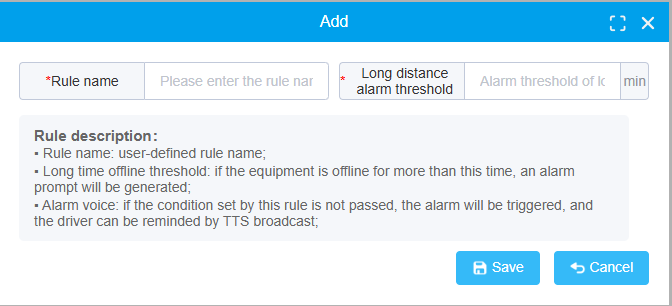 Add
*Rule name
Please enter the rule nar
* Long distance
alarm threshold
Alarm threshold of lc
min
Rule description:
▪ Rule name: user-defined rule name;
▪ Long time offline threshold: if the equipment is offline for more than this time, an alarm
prompt will be generated;
▪ Alarm voice: if the condition set by this rule is not passed, the alarm will be triggered, and
the driver can be reminded by TTS broadcast;
Save
Cancel